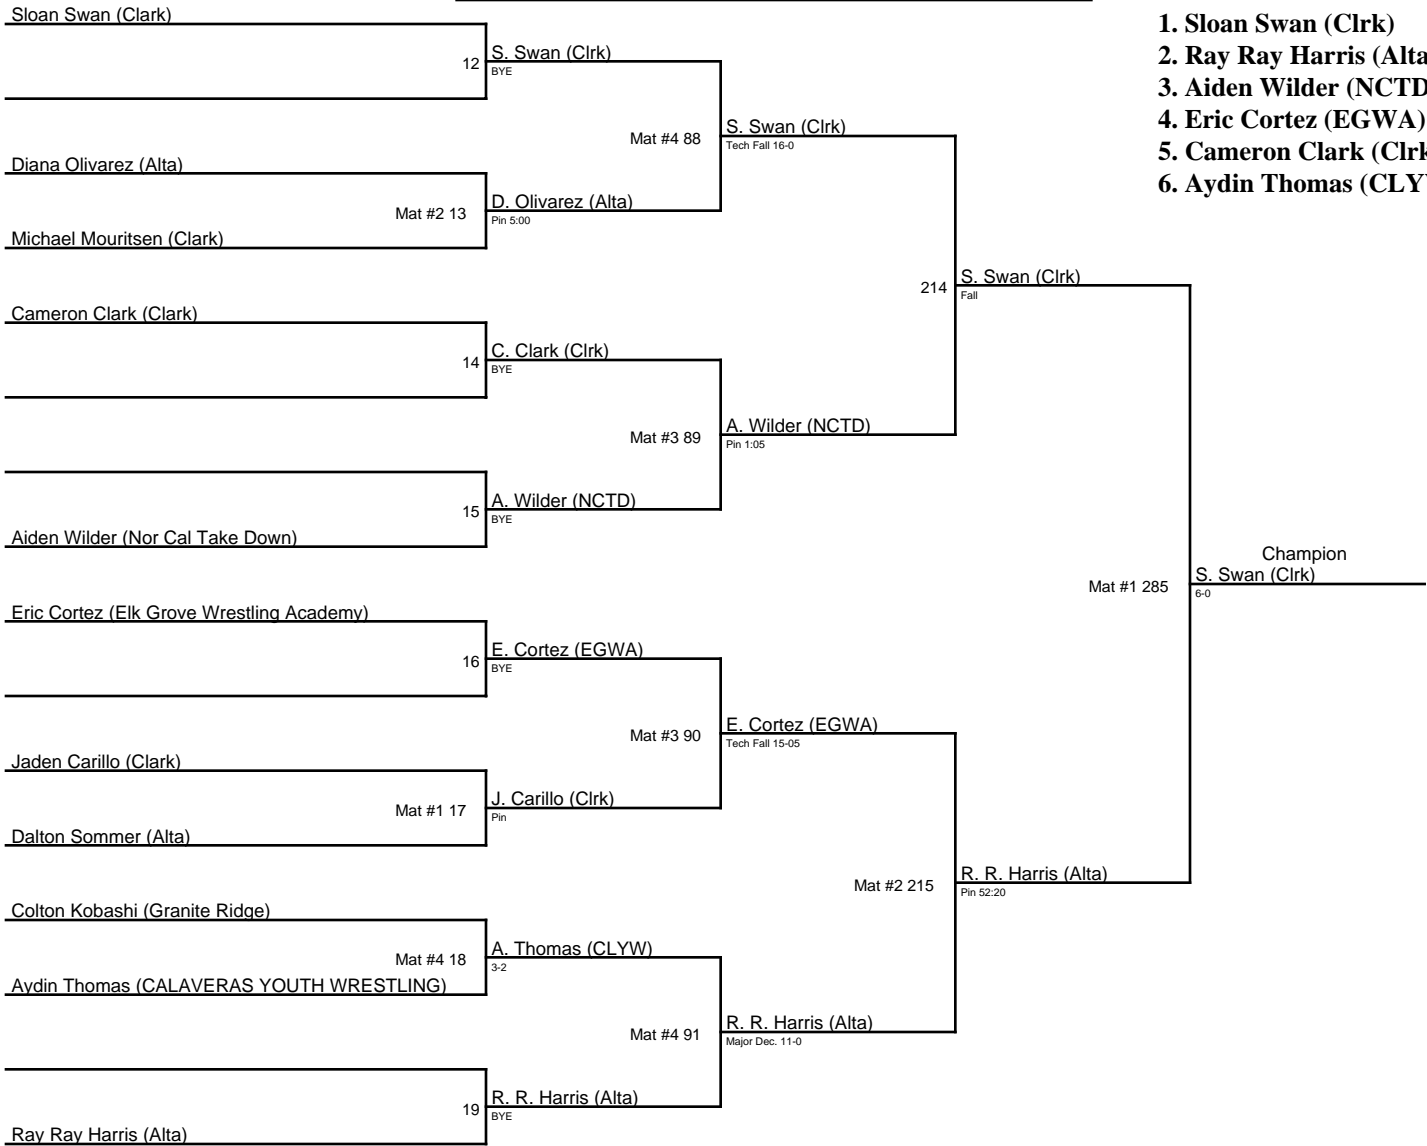 Sloan Swan (Clark)
12
S. Swan (Clrk)
BYE
Mat #4 88
S. Swan (Clrk)
Tech Fall 16-0
Diana Olivarez (Alta)
Mat #2 13
D. Olivarez (Alta)
Pin 5:00
Michael Mouritsen (Clark)
214
S. Swan (Clrk)
Fall
Cameron Clark (Clark)
14
C. Clark (Clrk)
BYE
Mat #3 89
A. Wilder (NCTD)
Pin 1:05
15
A. Wilder (NCTD)
BYE
Aiden Wilder (Nor Cal Take Down)
Mat #1 285
Champion
S. Swan (Clrk)
6-0
Eric Cortez (Elk Grove Wrestling Academy)
16
E. Cortez (EGWA)
BYE
Mat #3 90
E. Cortez (EGWA)
Tech Fall 15-05
Jaden Carillo (Clark)
Mat #1 17
J. Carillo (Clrk)
Pin
Dalton Sommer (Alta)
Mat #2 215
R. R. Harris (Alta)
Pin 52:20
Colton Kobashi (Granite Ridge)
Mat #4 18
A. Thomas (CLYW)
3-2
Aydin Thomas (CALAVERAS YOUTH WRESTLING)
Mat #4 91
R. R. Harris (Alta)
Major Dec. 11-0
19
R. R. Harris (Alta)
BYE
Ray Ray Harris (Alta)
1. Sloan Swan (Clrk)
2. Ray Ray Harris (Alta
3. Aiden Wilder (NCTD
4. Eric Cortez (EGWA)
5. Cameron Clark (Clrk
6. Aydin Thomas (CLY